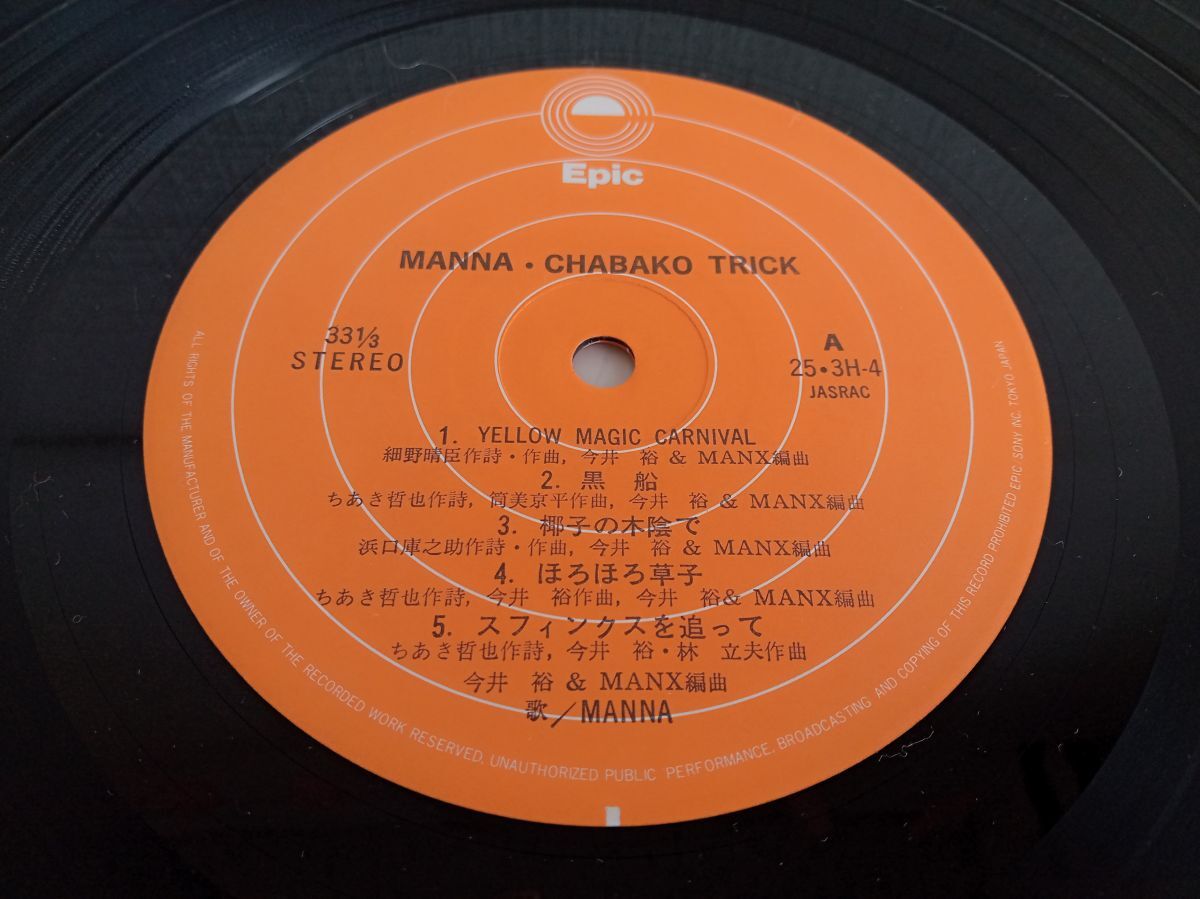 Epic
MANNA・CHABAKO TRICK
33⅓
STEREO
A
25・3H-4
JASRAC
1. YELLOW MAGIC CARNIVAL
細野晴臣作詩・作曲, 今井 裕 & MANX編曲
2. 黒 船
ちあき哲也作詩, 筒美京平作曲, 今井 裕 & MANX編曲
3. 椰子の木陰で
浜口庫之助作詩・作曲, 今井 裕 & MANX編曲
4. ほろほろ草子
ちあき哲也作詩, 今井 裕作曲, 今井 裕& MANX編曲
5. スフィンクスを追って
ちあき哲也作詩, 今井 裕・林 立夫作曲
今井 裕 & MANX編曲
歌／MANNA
ALL RIGHTS OF THE MANUFACTURER AND OF THE OWNER OF THE RECORDED WORK RESERVED. UNAUTHORIZED PUBLIC PERFORMANCE, BROADCASTING AND COPYING OF THIS RECORD PROHIBITED EPIC SONY INC. TOKYO JAPAN